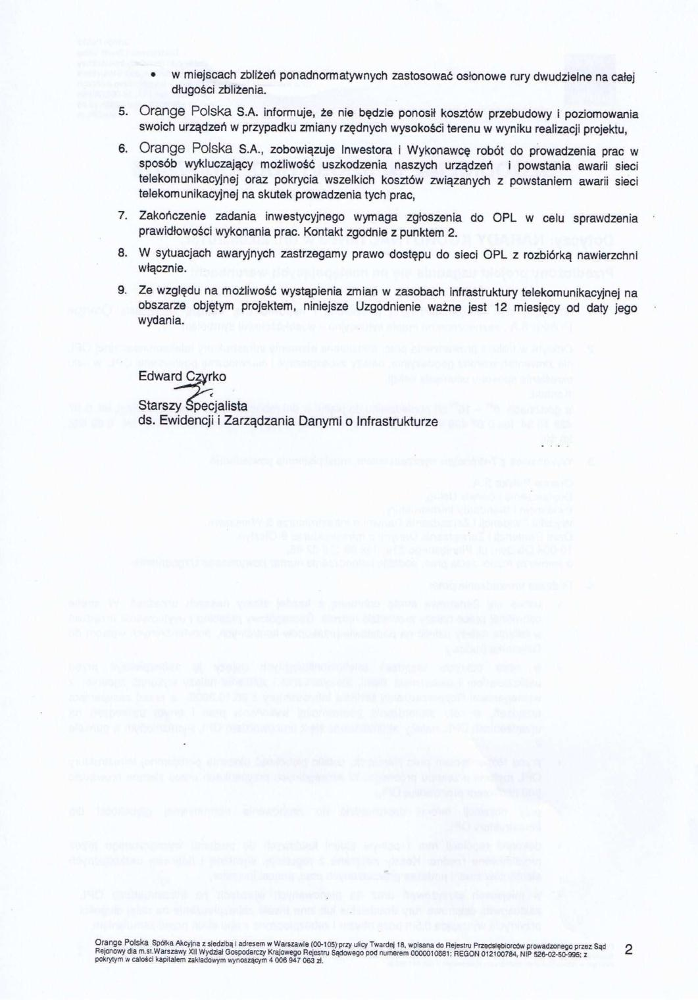 • w miejscach zbliżeń ponadnormatywnych zastosować osłonowe rury dwudzielne na całej
długości zbliżenia.
5. Orange Polska S.A. informuje, że nie będzie ponosił kosztów przebudowy i poziomowania
swoich urządzeń w przypadku zmiany rzędnych wysokości terenu w wyniku realizacji projektu,
6. Orange Polska S.A., zobowiązuje Inwestora i Wykonawcę robót do prowadzenia prac w
sposób wykluczający możliwość uszkodzenia naszych urządzeń i powstania awarii sieci
telekomunikacyjnej oraz pokrycia wszelkich kosztów związanych z powstaniem awarii sieci
telekomunikacyjnej na skutek prowadzenia tych prac,
7. Zakończenie zadania inwestycyjnego wymaga zgłoszenia do OPL w celu sprawdzenia
prawidłowości wykonania prac. Kontakt zgodnie z punktem 2.
8. W sytuacjach awaryjnych zastrzegamy prawo dostępu do sieci OPL z rozbiórką nawierzchni
włącznie.
9. Ze względu na możliwość wystąpienia zmian w zasobach infrastruktury telekomunikacyjnej na
obszarze objętym projektem, niniejsze Uzgodnienie ważne jest 12 miesięcy od daty jego
wydania.
Edward Czyrko
Starszy Specjalista
ds. Ewidencji i Zarządzania Danymi o Infrastrukturze
Orange Polska Spółka Akcyjna z siedzibą i adresem w Warszawie (00-105) przy ulicy Twardej 18, wpisana do Rejestru Przedsiębiorców prowadzonego przez Sąd
Rejonowy dla m.st.Warszawy XII Wydział Gospodarczy Krajowego Rejestru Sądowego pod numerem 0000010681; REGON 012100784, NIP 526-02-50-995; z
pokrytym w całości kapitałem zakładowym wynoszącym 4 006 947 063 zł.
2